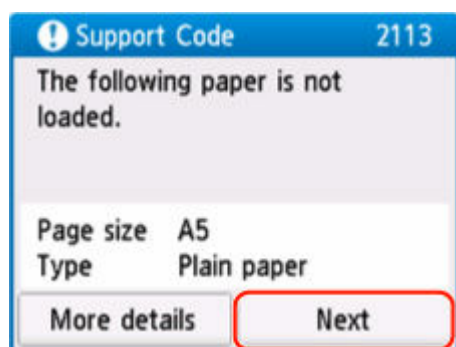 Support Code 2113
The following paper is not
loaded.
Page size A5
Type Plain paper
More details Next